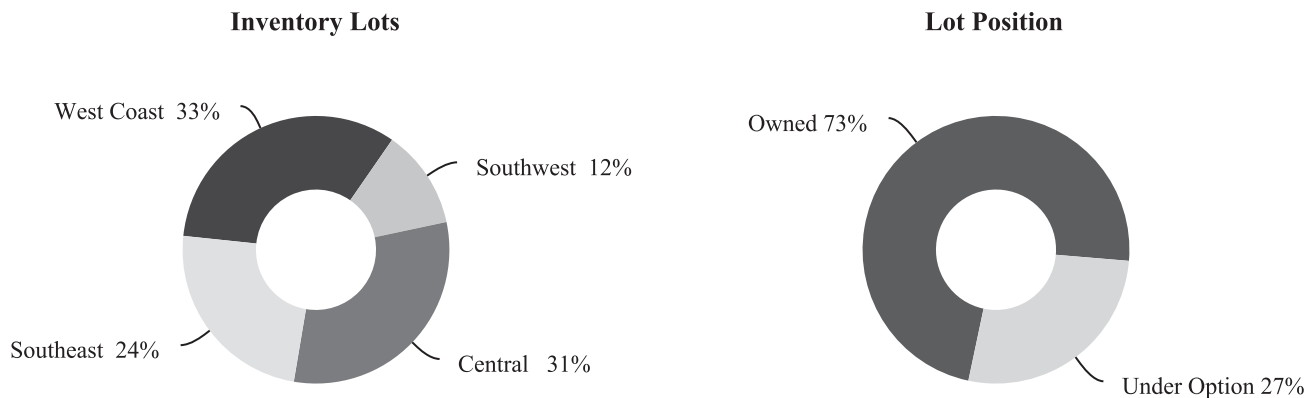 Inventory Lots
West Coast 33%
Southwest 12%
Southeast 24%
Central 31%
Lot Position
Owned 73%
Under Option 27%